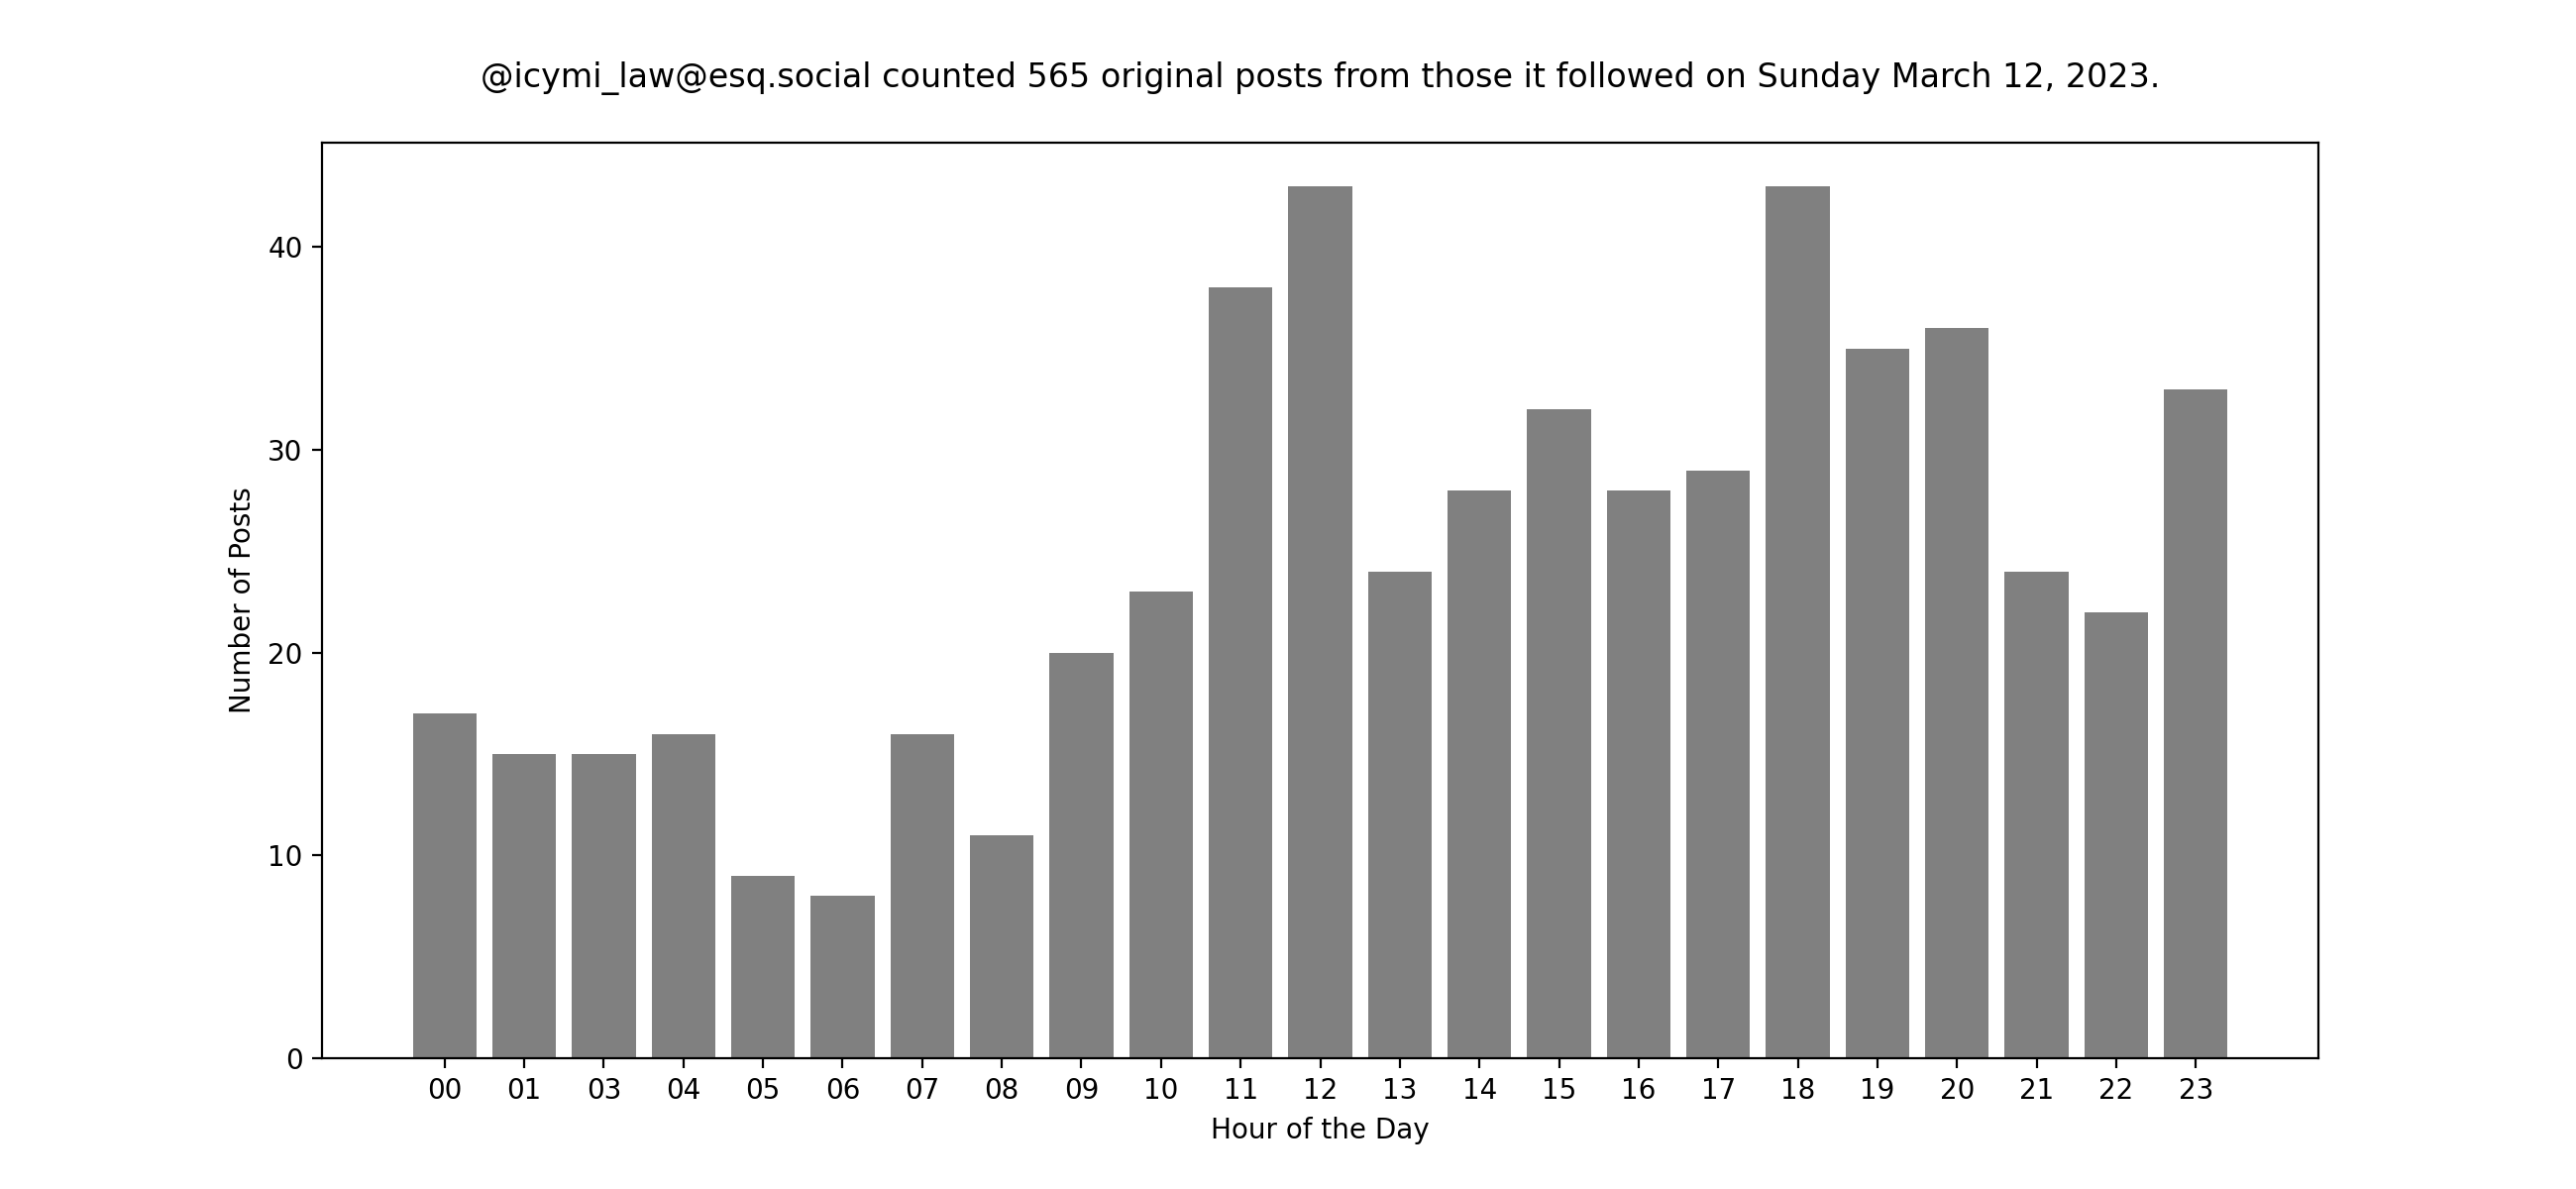 @icymi_law@esq.social counted 565 original posts from those it followed on Sunday March 12, 2023.
40
30
20
10
0
Number of Posts
00 01 03 04 05 06 07 08 09 10 11 12 13 14 15 16 17 18 19 20 21 22 23
Hour of the Day